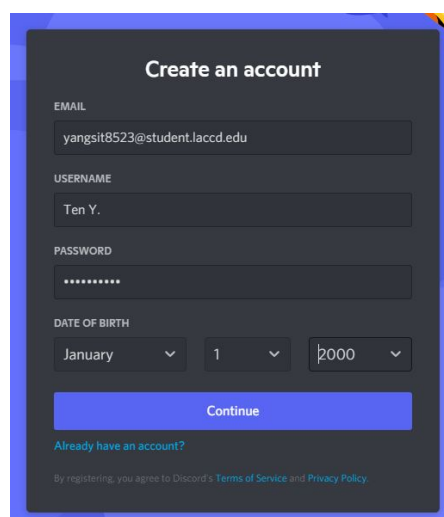 Create an account
EMAIL
yangsit8523@student.laccd.edu
USERNAME
Ten Y.
PASSWORD
••••••••••
DATE OF BIRTH
January 1 2000
Continue
Already have an account?
By registering, you agree to Discord's Terms of Service and Privacy Policy.